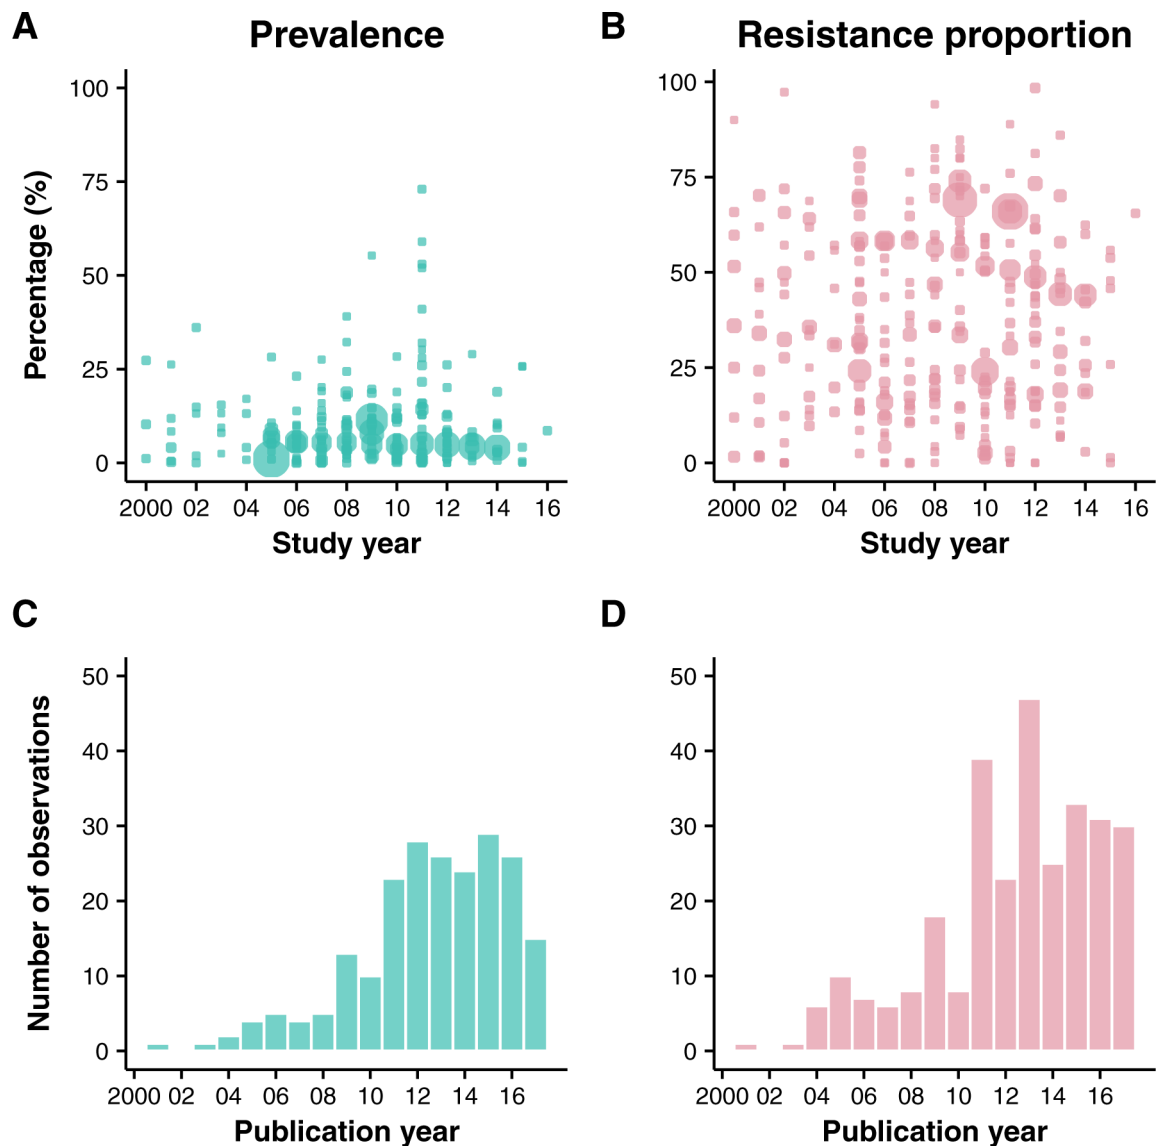 A
Prevalence
B
Resistance proportion
Percentage (%)
100
75
50
25
0
2000 02 04 06 08 10 12 14 16
Study year
100
75
50
25
0
2000 02 04 06 08 10 12 14 16
Study year
C
D
Number of observations
50
40
30
20
10
0
2000 02 04 06 08 10 12 14 16
Publication year
50
40
30
20
10
0
2000 02 04 06 08 10 12 14 16
Publication year